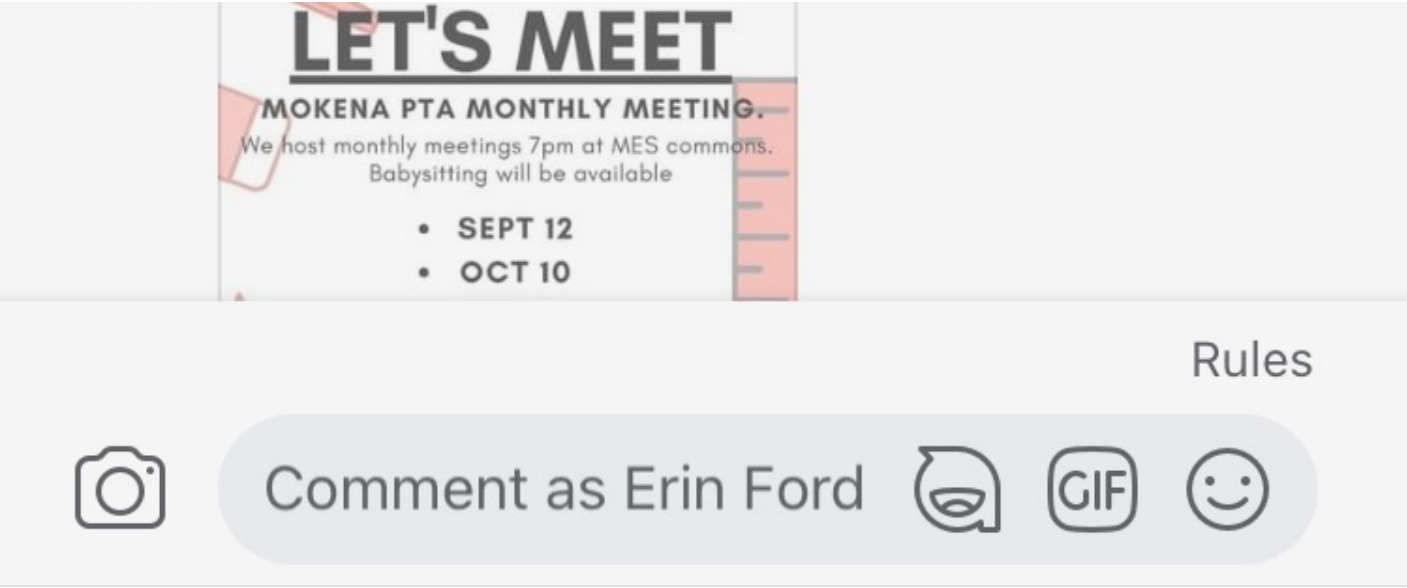 LET'S MEET
MOKENA PTA MONTHLY MEETING.
We host monthly meetings 7pm at MES commons.
Babysitting will be available
• SEPT 12
• OCT 10
Rules
Comment as Erin Ford
GIF